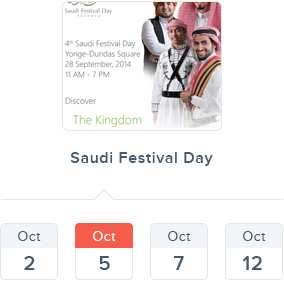 Saudi Festival Day
Toronto
4th Saudi Festival Day
Yonge-Dundas Square
28 September, 2014
11 AM - 7 PM
Discover
The Kingdom
Saudi Festival Day
Oct Oct Oct Oct
2 5 7 12